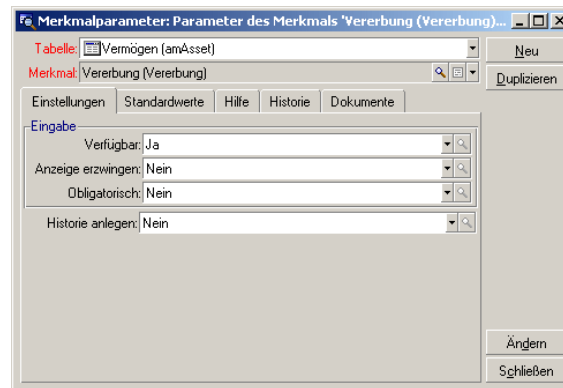 Merkmalparameter: Parameter des Merkmals 'Vererbung (Vererbung)...
Tabelle: Vermögen (amAsset)
Neu
Merkmal: Vererbung (Vererbung)
Duplizieren
Einstellungen Standardwerte Hilfe Historie Dokumente
Eingabe
Verfügbar: Ja
Anzeige erzwingen: Nein
Obligatorisch: Nein
Historie anlegen: Nein
Ändern
Schließen